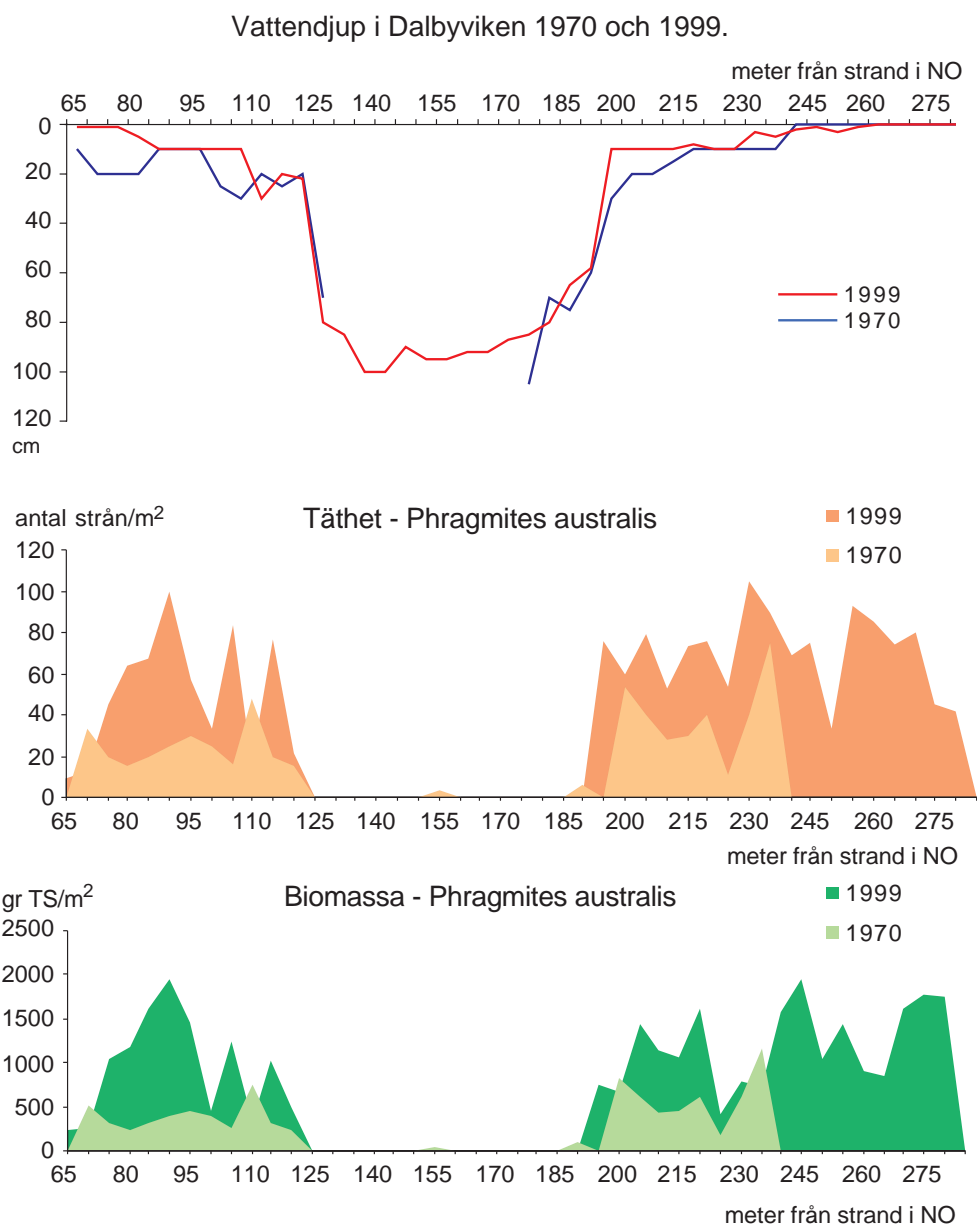 Vattendjup i Dalbyviken 1970 och 1999.
meter från strand i NO
65 80 95 110 125 140 155 170 185 200 215 230 245 260 275
0
20
40
60
80
100
120
cm
1999
1970
antal strån/m²
Täthet - Phragmites australis
1999
1970
120
100
80
60
40
20
0
65 80 95 110 125 140 155 170 185 200 215 230 245 260 275
meter från strand i NO
gr TS/m²
Biomassa - Phragmites australis
1999
1970
2500
2000
1500
1000
500
0
65 80 95 110 125 140 155 170 185 200 215 230 245 260 275
meter från strand i NO